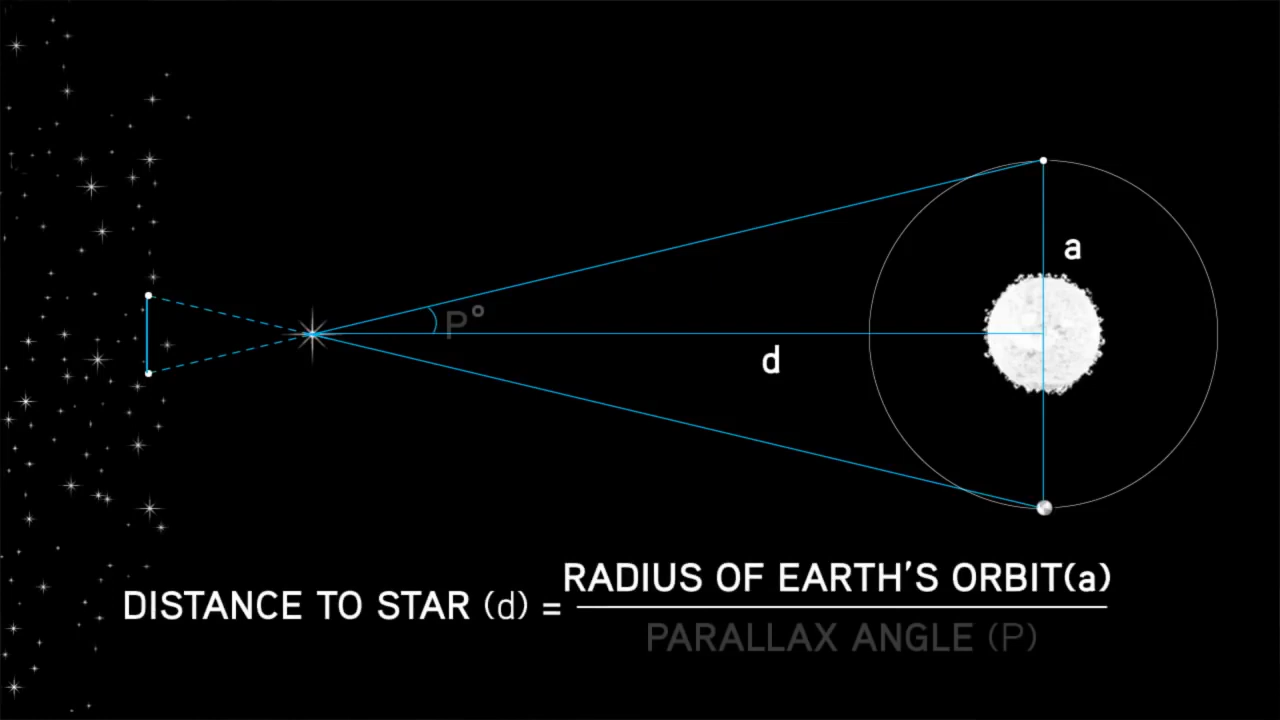 a
P°
d
RADIUS OF EARTH'S ORBIT(a)
DISTANCE TO STAR (d) =
PARALLAX ANGLE (P)